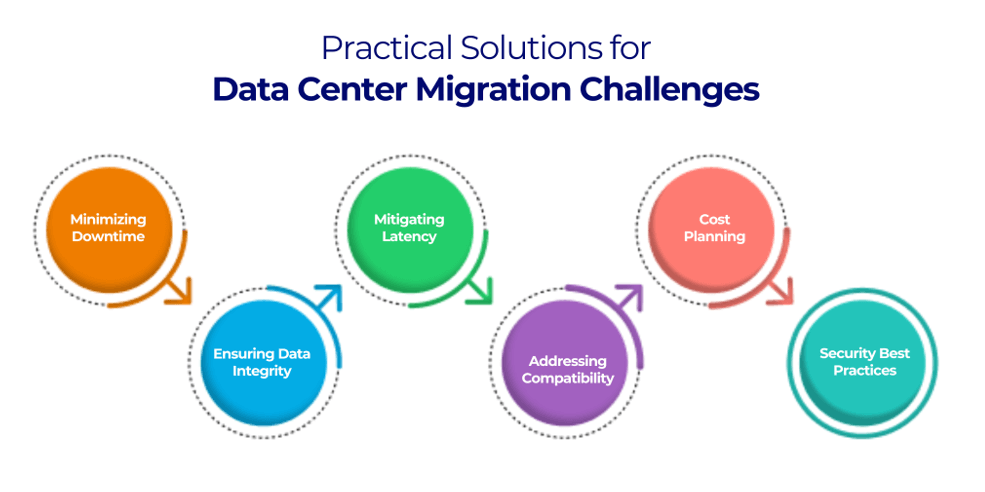 Practical Solutions for
Data Center Migration Challenges
Minimizing
Downtime
Ensuring Data
Integrity
Mitigating
Latency
Addressing
Compatibility
Cost
Planning
Security Best
Practices